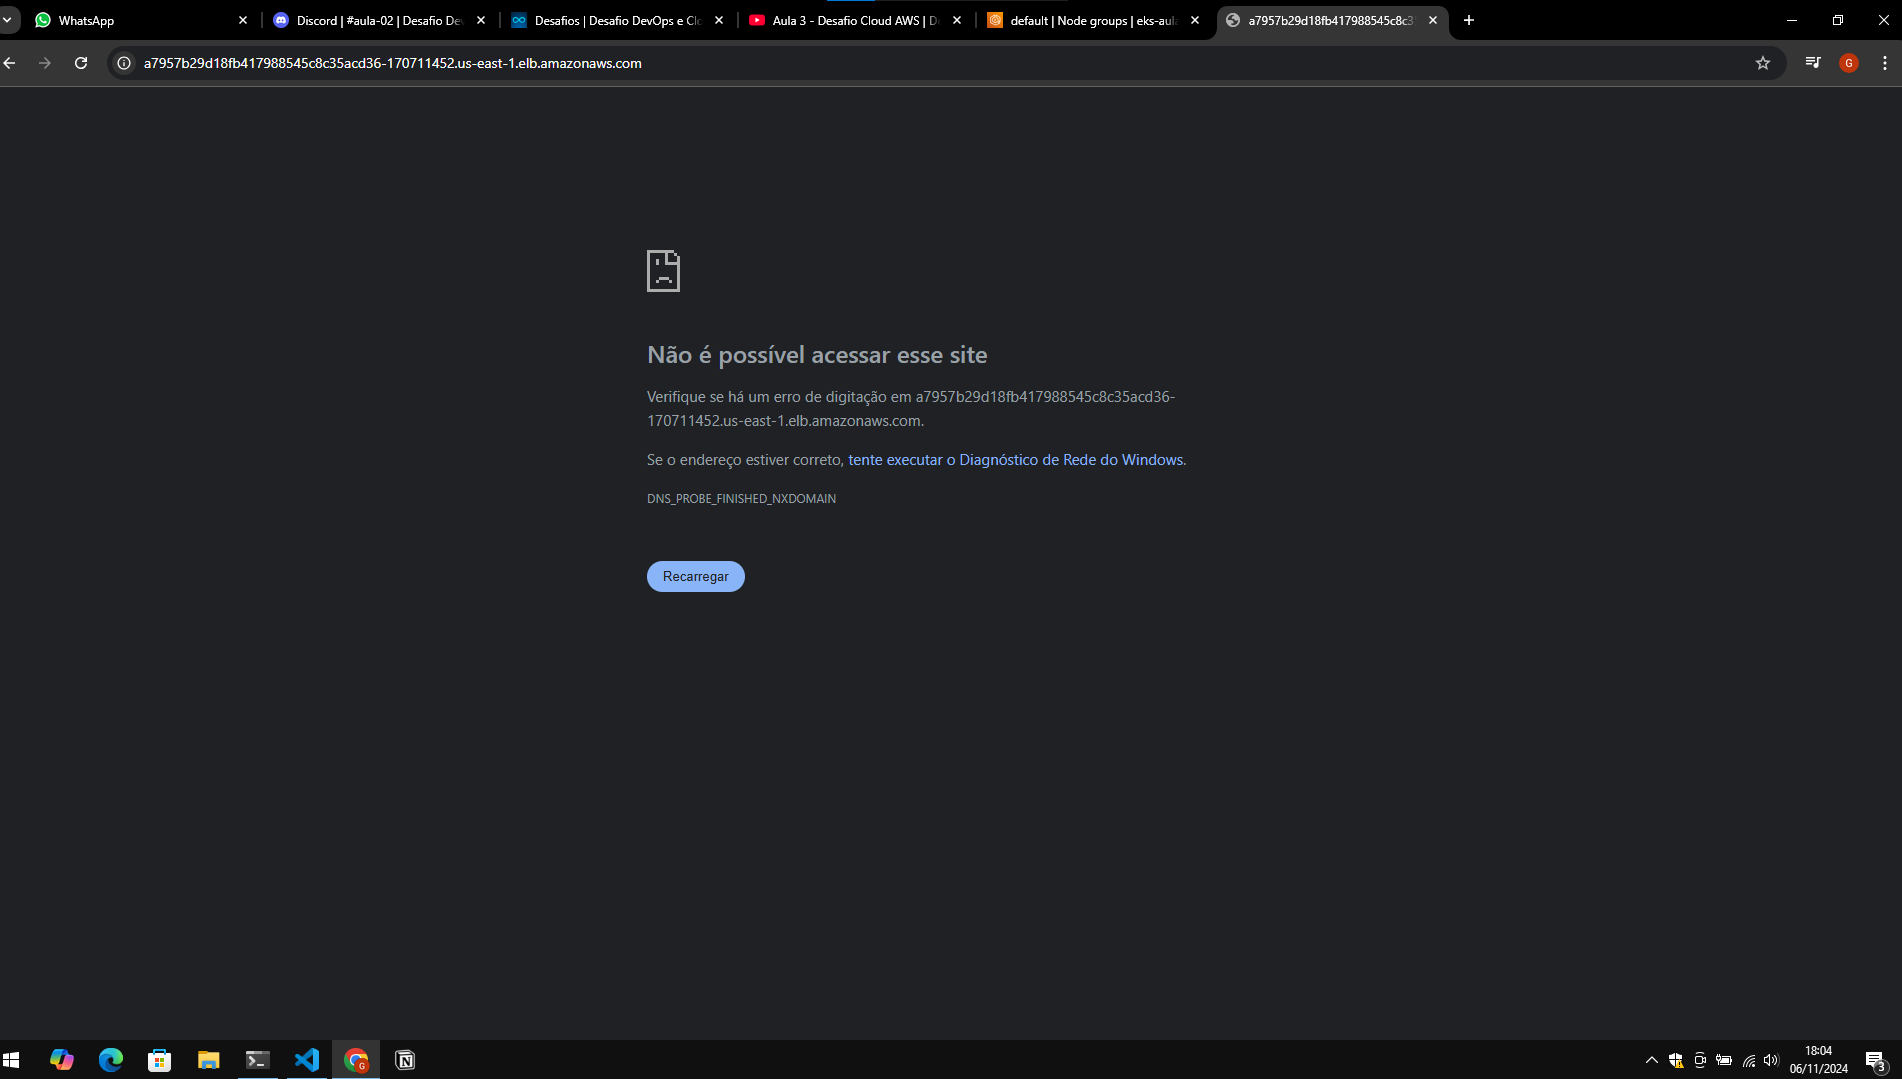 WhatsApp
Discord | #aula-02 | Desafio Dev
Desafios | Desafio DevOps e Clo
Aula 3 - Desafio Cloud AWS | De
default | Node groups | eks-aula
a7957b29d18fb417988545c8c3
a7957b29d18fb417988545c8c35acd36-170711452.us-east-1.elb.amazonaws.com
G
Não é possível acessar esse site
Verifique se há um erro de digitação em a7957b29d18fb417988545c8c35acd36-
170711452.us-east-1.elb.amazonaws.com.
Se o endereço estiver correto, tente executar o Diagnóstico de Rede do Windows.
DNS_PROBE_FINISHED_NXDOMAIN
Recarregar
G
18:04
06/11/2024
3